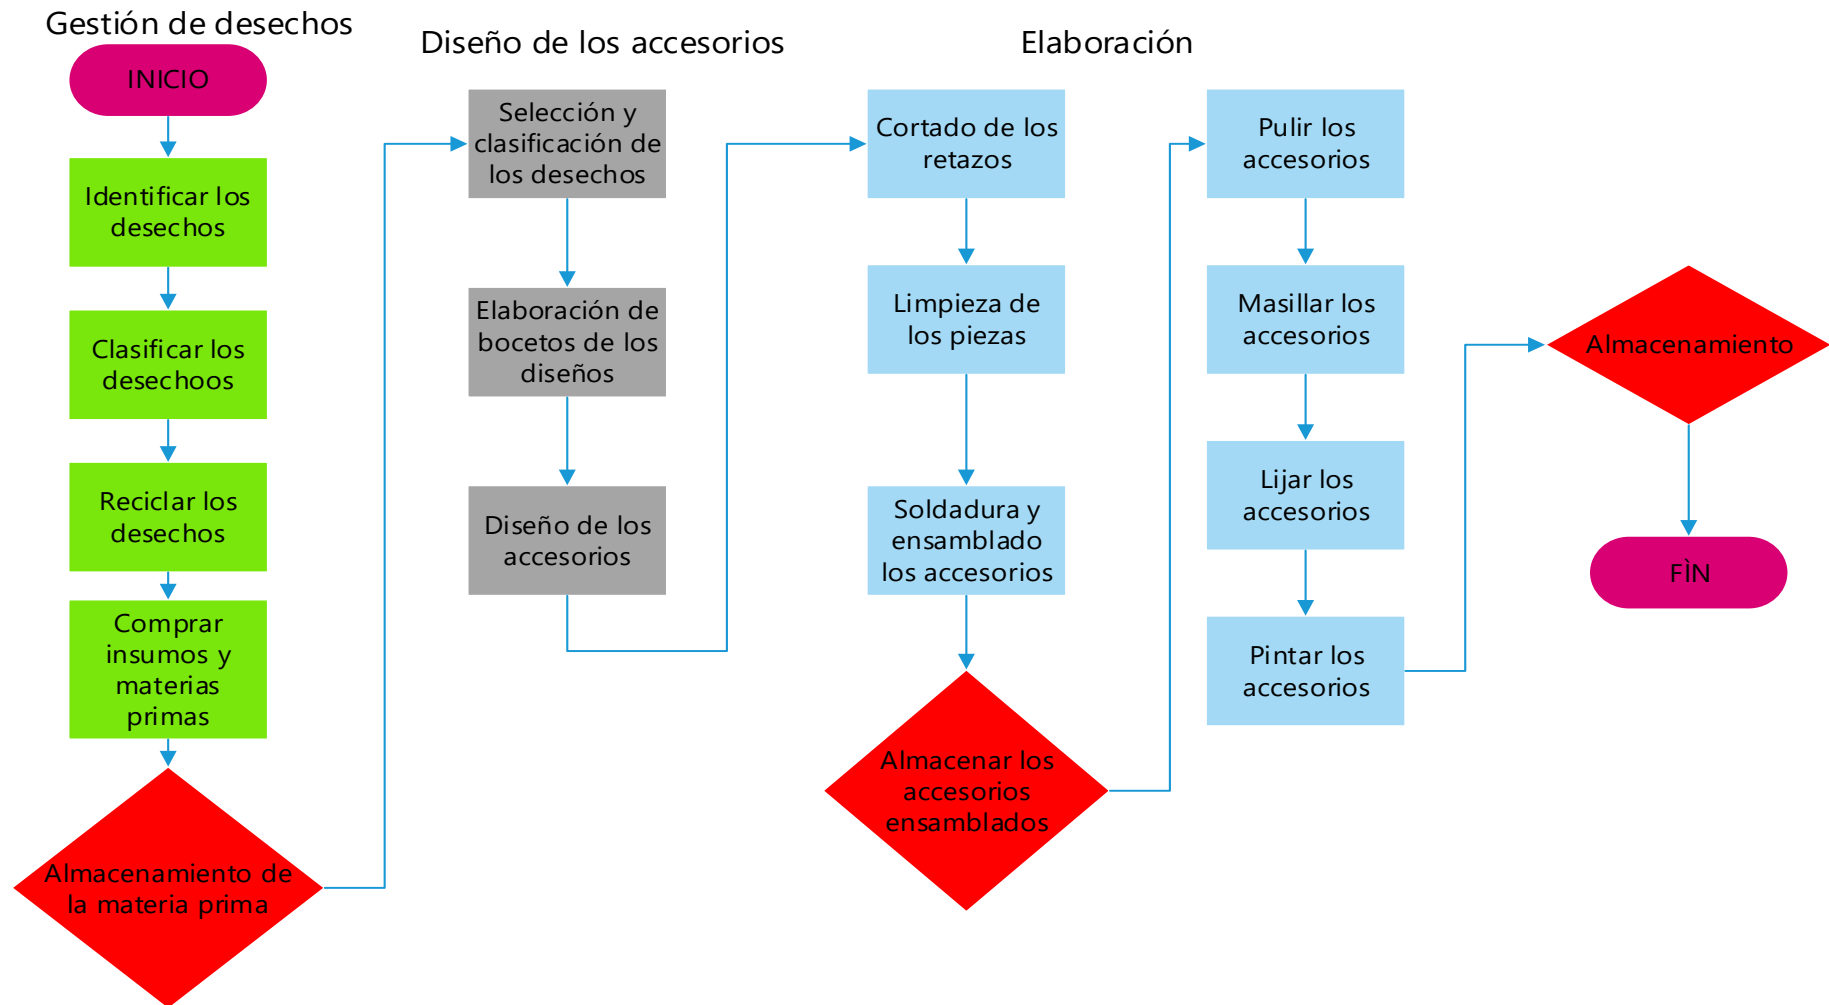 Gestión de desechos
INICIO
Identificar los
desechos
Clasificar los
desechoos
Reciclar los
desechos
Comprar
insumos y
materias
primas
Almacenamiento de
la materia prima
Diseño de los accesorios
Selección y
clasificación de
los desechos
Elaboración de
bocetos de los
diseños
Diseño de los
accesorios
Elaboración
Cortado de los
retazos
Limpieza de
los piezas
Soldadura y
ensamblado
los accesorios
Almacenar los
accesorios
ensamblados
Pulir los
accesorios
Masillar los
accesorios
Lijar los
accesorios
Pintar los
accesorios
Almacenamiento
FÌN